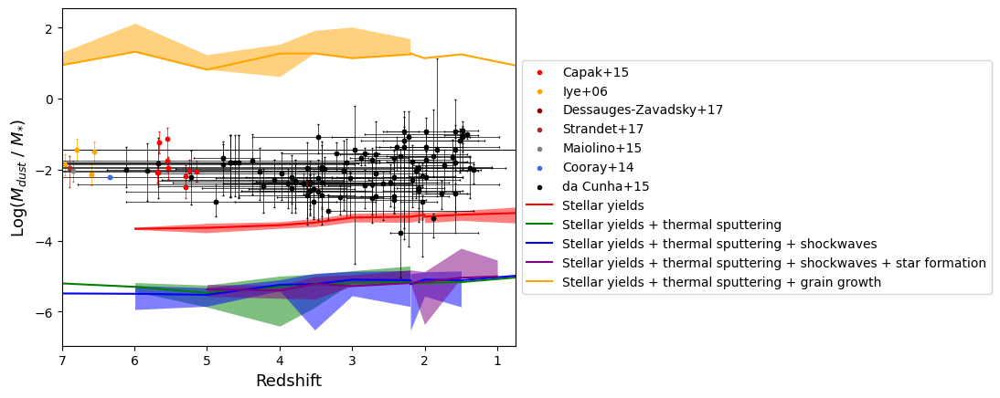 2
0
−2
−4
−6
Log(M_dust / M_*)
7
6
5
4
3
2
1
Redshift
Capak+15
Iye+06
Dessauges-Zavadsky+17
Strandet+17
Maiolino+15
Cooray+14
da Cunha+15
Stellar yields
Stellar yields + thermal sputtering
Stellar yields + thermal sputtering + shockwaves
Stellar yields + thermal sputtering + shockwaves + star formation
Stellar yields + thermal sputtering + grain growth